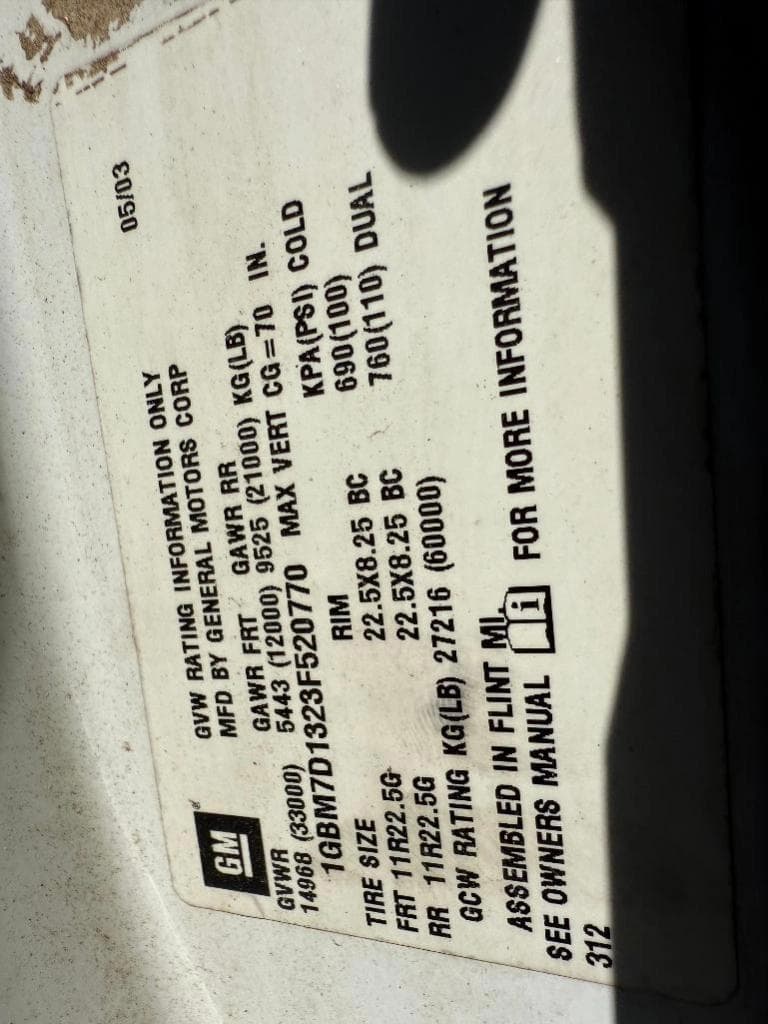 05/03
GM
GVW RATING INFORMATION ONLY
MFD BY GENERAL MOTORS CORP
GVWR GAWR FRT GAWR RR
14968 (33000) 5443 (12000) 9525 (21000) KG(LB)
1GBM7D1323F520770 MAX VERT CG=70 IN.
TIRE SIZE RIM KPA(PSI) COLD
FRT 11R22.5G 22.5X8.25 BC 690(100)
RR 11R22.5G 22.5X8.25 BC 760(110) DUAL
GCW RATING KG(LB) 27216 (60000)
ASSEMBLED IN FLINT MI.
SEE OWNERS MANUAL i FOR MORE INFORMATION
312